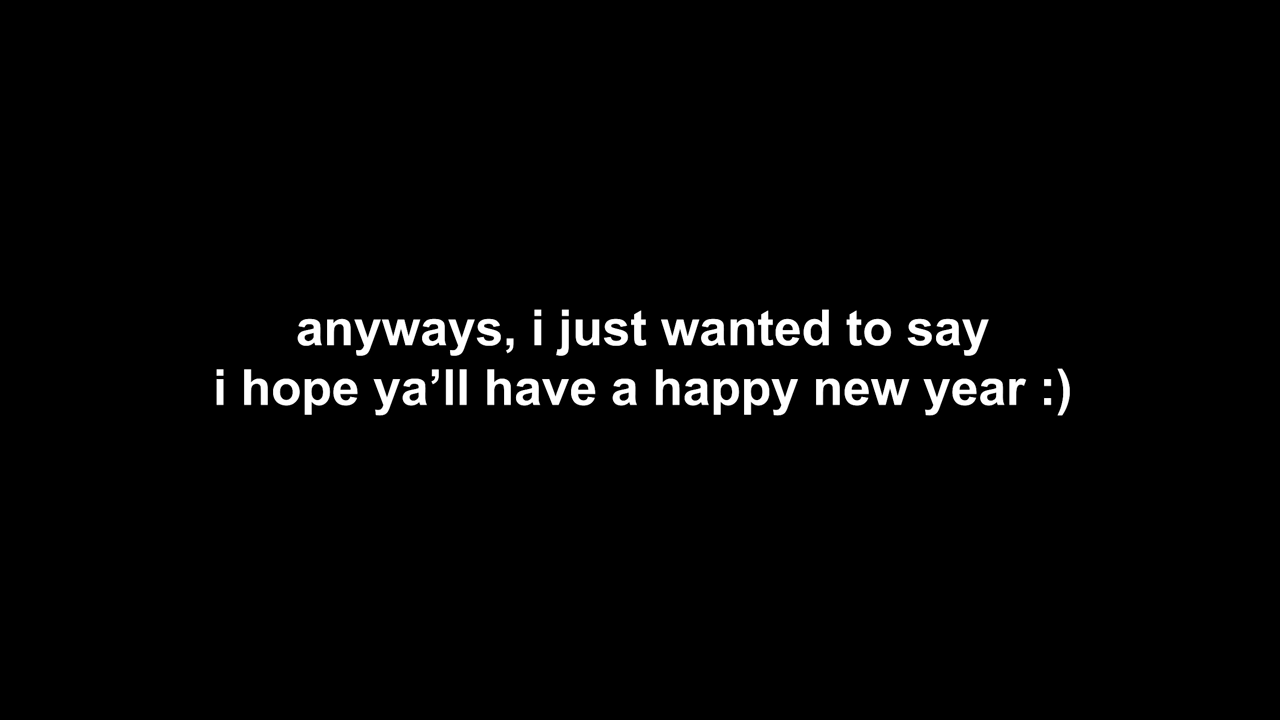 anyways, i just wanted to say
i hope ya’ll have a happy new year :)